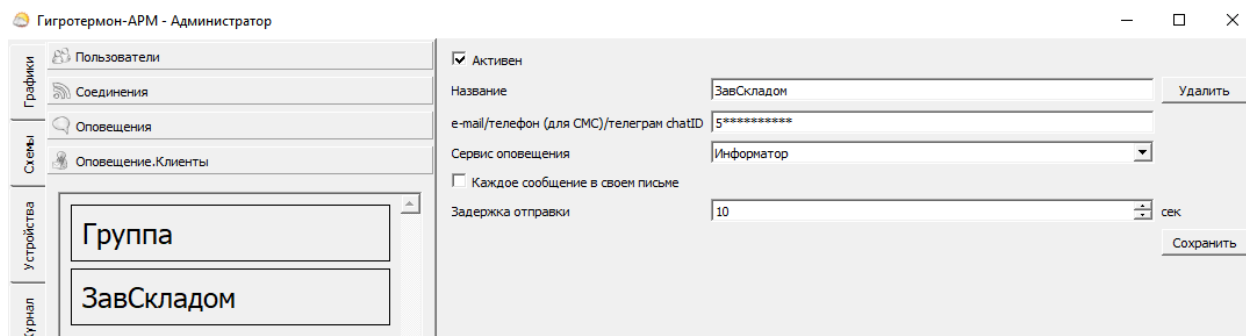 Гигротермон-АРМ - Администратор
Графики
Схемы
Устройства
Журнал
Пользователи
Соединения
Оповещения
Оповещение.Клиенты
Группа
ЗавСкладом
Активен
Название ЗавСкладом Удалить
e-mail/телефон (для СМС)/телеграм chatID 5**********
Сервис оповещения Информатор
Каждое сообщение в своем письме
Задержка отправки 10 сек
Сохранить